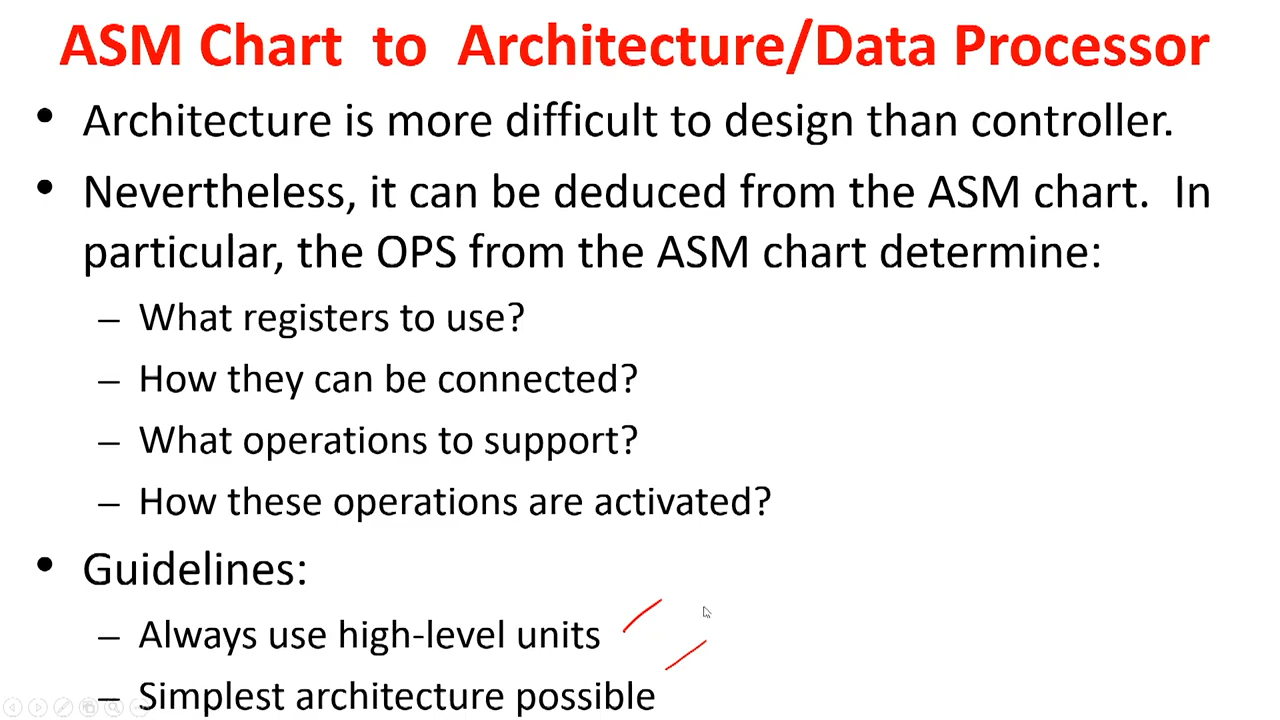 ASM Chart to Architecture/Data Processor
• Architecture is more difficult to design than controller.
• Nevertheless, it can be deduced from the ASM chart. In
particular, the OPS from the ASM chart determine:
– What registers to use?
– How they can be connected?
– What operations to support?
– How these operations are activated?
• Guidelines:
– Always use high-level units
– Simplest architecture possible